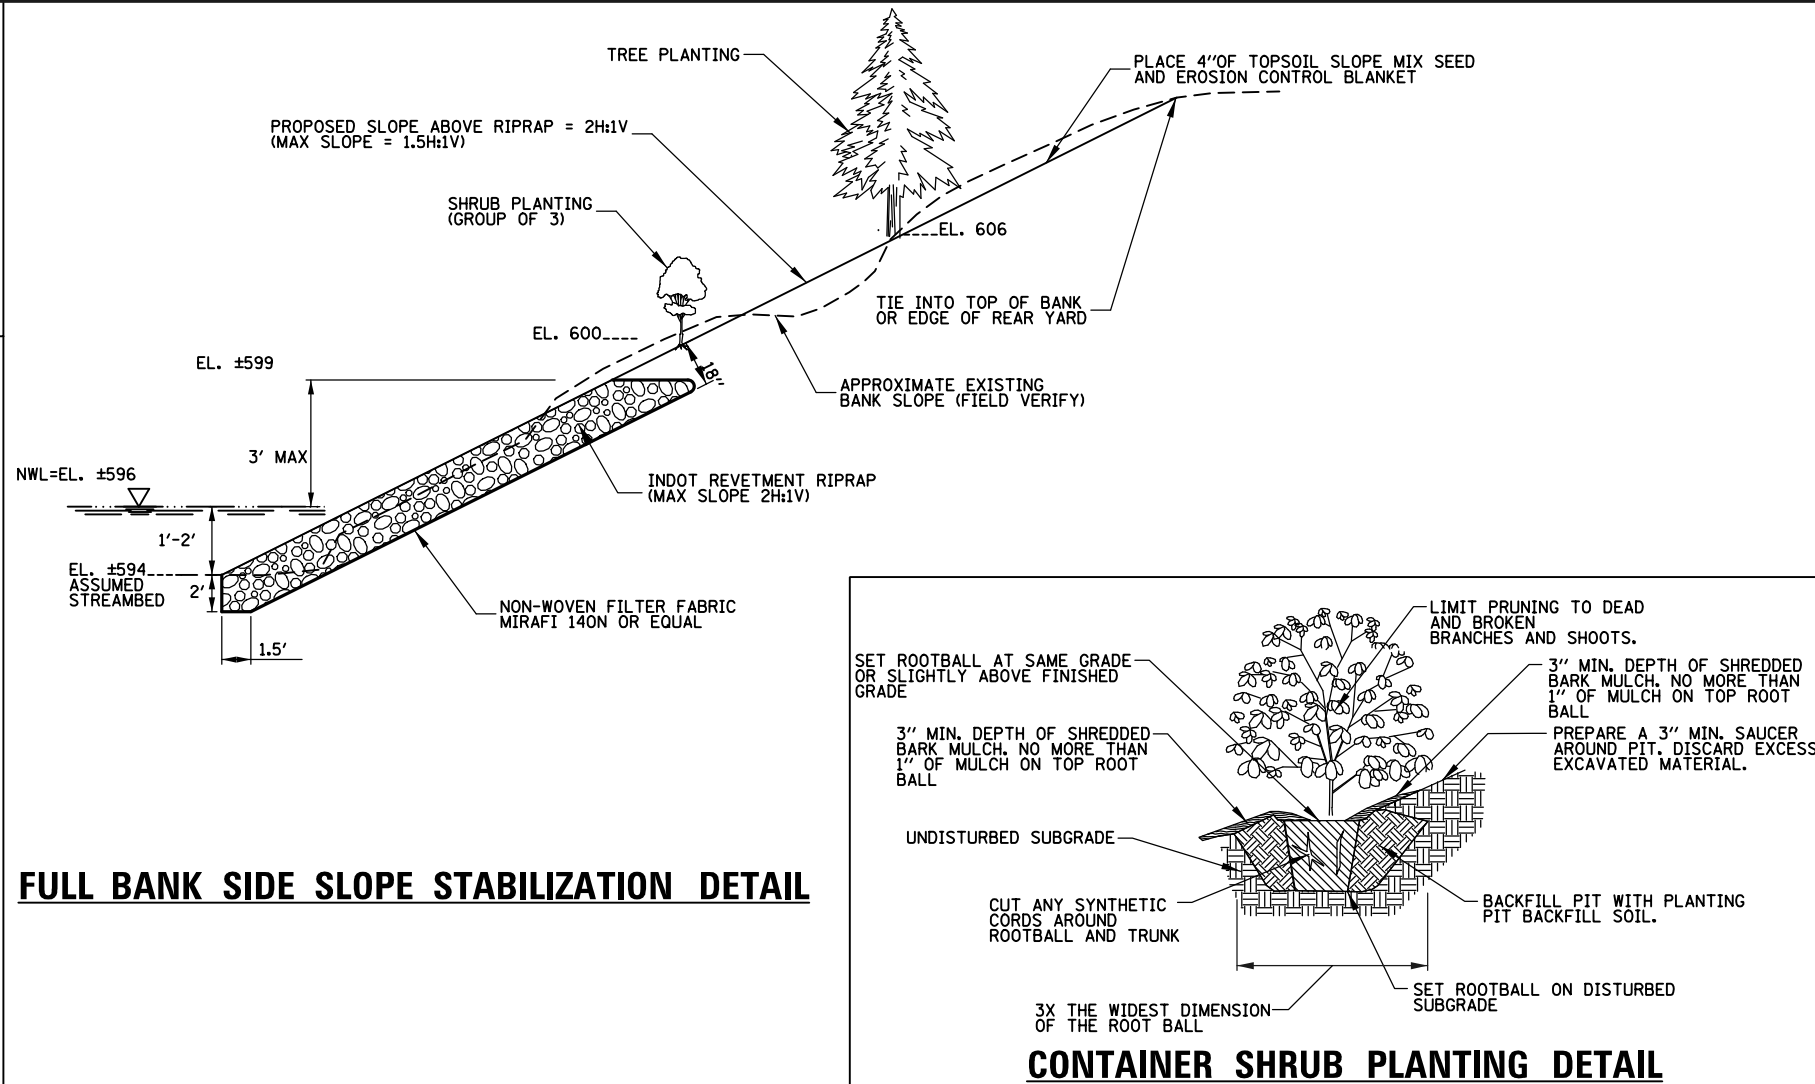 TREE PLANTING
PLACE 4"OF TOPSOIL SLOPE MIX SEED
AND EROSION CONTROL BLANKET
PROPOSED SLOPE ABOVE RIPRAP = 2H:1V
(MAX SLOPE = 1.5H:1V)
SHRUB PLANTING
(GROUP OF 3)
EL. 606
TIE INTO TOP OF BANK
OR EDGE OF REAR YARD
EL. 600
EL. ±599
18"
APPROXIMATE EXISTING
BANK SLOPE (FIELD VERIFY)
3' MAX
NWL=EL. ±596
INDOT REVETMENT RIPRAP
(MAX SLOPE 2H:1V)
1'-2'
EL. ±594
ASSUMED
STREAMBED
2'
NON-WOVEN FILTER FABRIC
MIRAFI 140N OR EQUAL
1.5'
FULL BANK SIDE SLOPE STABILIZATION DETAIL
LIMIT PRUNING TO DEAD
AND BROKEN
BRANCHES AND SHOOTS.
SET ROOTBALL AT SAME GRADE
OR SLIGHTLY ABOVE FINISHED
GRADE
3" MIN. DEPTH OF SHREDDED
BARK MULCH. NO MORE THAN
1" OF MULCH ON TOP ROOT
BALL
3" MIN. DEPTH OF SHREDDED
BARK MULCH. NO MORE THAN
1" OF MULCH ON TOP ROOT
BALL
PREPARE A 3" MIN. SAUCER
AROUND PIT. DISCARD EXCESS
EXCAVATED MATERIAL.
UNDISTURBED SUBGRADE
CUT ANY SYNTHETIC
CORDS AROUND
ROOTBALL AND TRUNK
BACKFILL PIT WITH PLANTING
PIT BACKFILL SOIL.
SET ROOTBALL ON DISTURBED
SUBGRADE
3X THE WIDEST DIMENSION
OF THE ROOT BALL
CONTAINER SHRUB PLANTING DETAIL